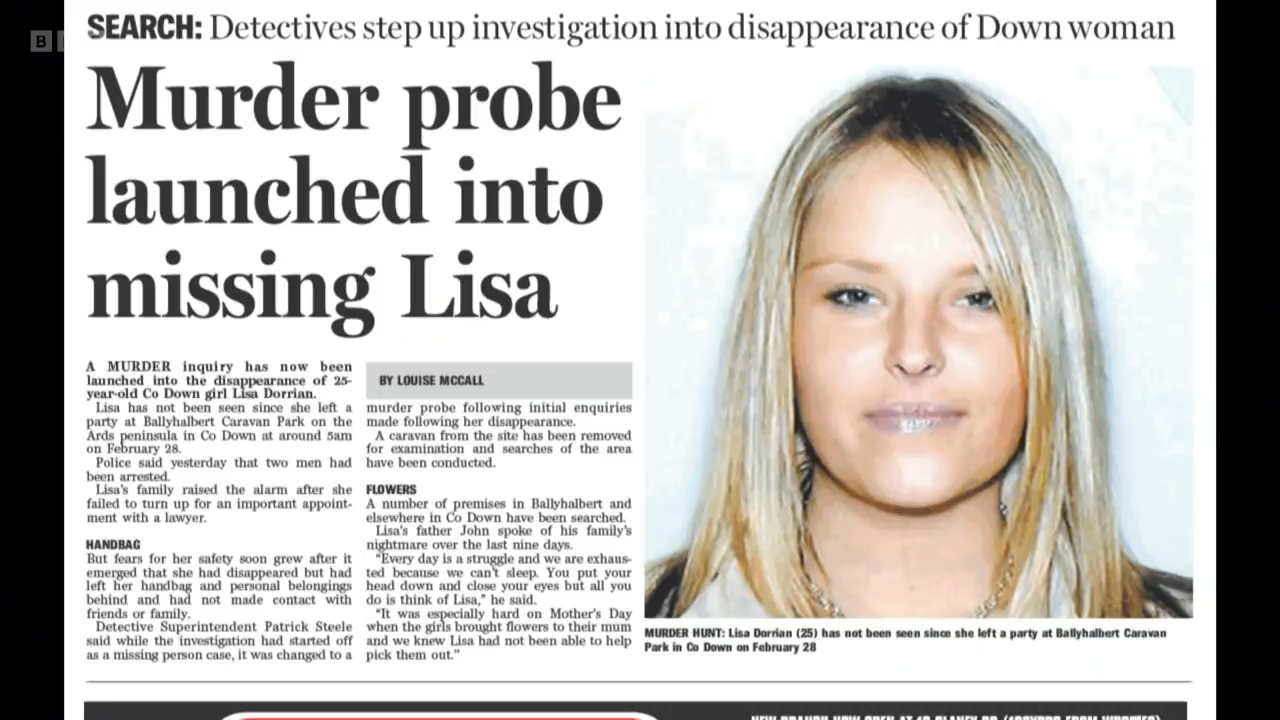 B
SEARCH: Detectives step up investigation into disappearance of Down woman
Murder probe
launched into
missing Lisa
A MURDER inquiry has now been
launched into the disappearance of 25-
year-old Co Down girl Lisa Dorrian.
Lisa has not been seen since she left a
party at Ballyhalbert Caravan Park on the
Ards peninsula in Co Down at around 5am
on February 28.
Police said yesterday that two men had
been arrested.
Lisa's family raised the alarm after she
failed to turn up for an important appoint-
ment with a lawyer.
HANDBAG
But fears for her safety soon grew after it
emerged that she had disappeared but had
left her handbag and personal belongings
behind and had not made contact with
friends or family.
Detective Superintendent Patrick Steele
said while the investigation had started off
as a missing person case, it was changed to a
BY LOUISE MCCALL
murder probe following initial enquiries
made following her disappearance.
A caravan from the site has been removed
for examination and searches of the area
have been conducted.
FLOWERS
A number of premises in Ballyhalbert and
elsewhere in Co Down have been searched.
Lisa's father John spoke of his family's
nightmare over the last nine days.
"Every day is a struggle and we are exhaus-
ted because we can't sleep. You put your
head down and close your eyes but all you
do is think of Lisa," he said.
"It was especially hard on Mother's Day
when the girls brought flowers to their mum
and we knew Lisa had not been able to help
pick them out."
MURDER HUNT: Lisa Dorrian (25) has not been seen since she left a party at Ballyhalbert Caravan
Park in Co Down on February 28